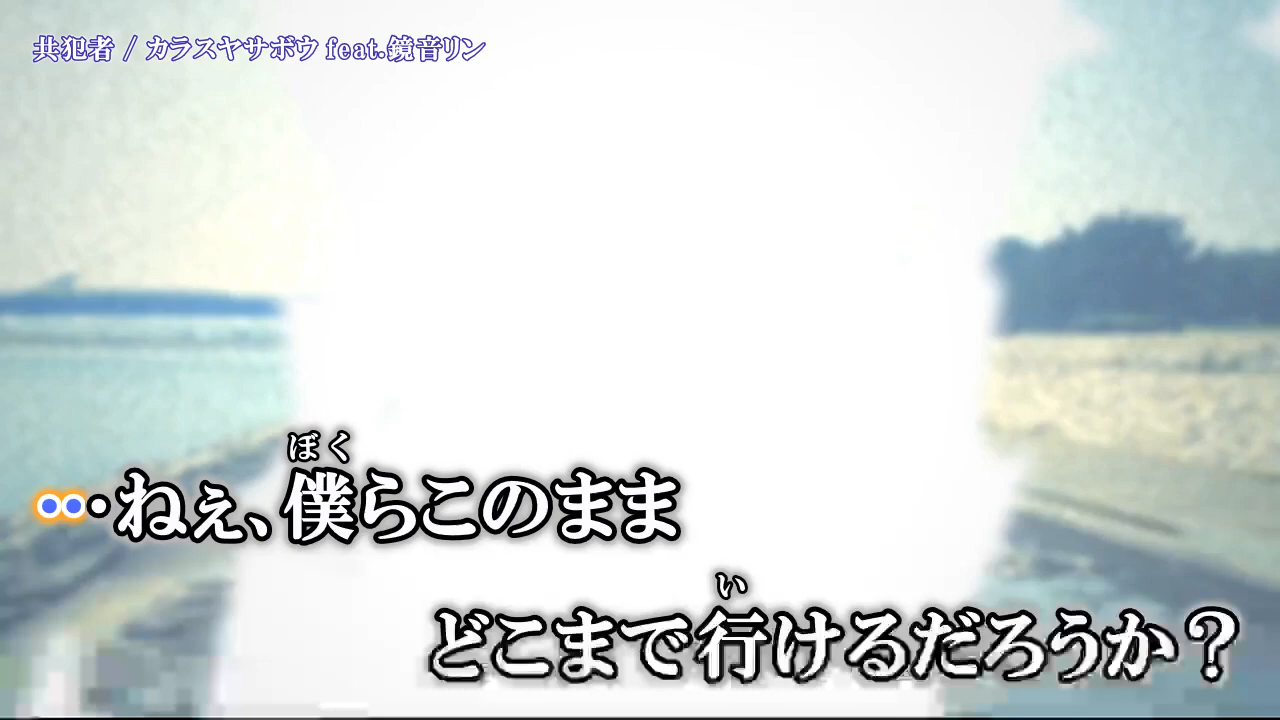 共犯者 / カラスヤサボウ feat.鏡音リン
ぼく
…ねぇ、僕らこのまま
い
どこまで行けるだろうか？